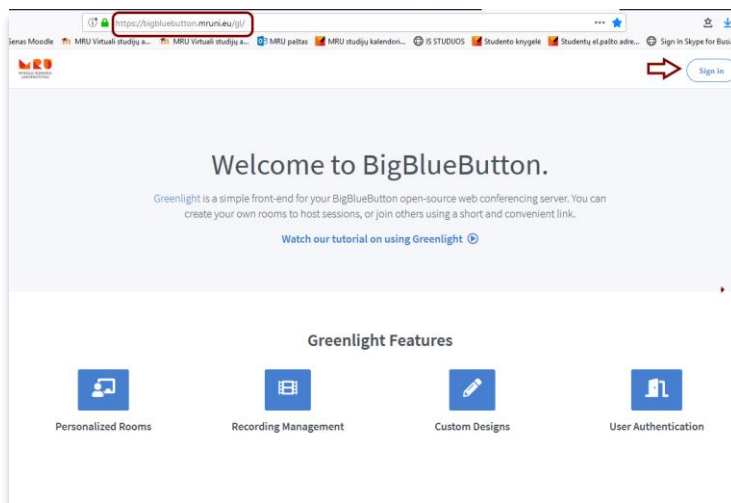 https://bigbluebutton.mruni.eu/gl/
Senas Moodle MRU Virtuali studijų a... MRU Virtuali studijų a... MRU paštas MRU studijų kalendori... IS STUDIJOS Studento knygelė Studentų el.pašto adre... Sign In Skype for Busi
MRU
Sign in
Welcome to BigBlueButton.
Greenlight is a simple front-end for your BigBlueButton open-source web conferencing server. You can
create your own rooms to host sessions, or join others using a short and convenient link.
Watch our tutorial on using Greenlight
Greenlight Features
Personalized Rooms Recording Management Custom Designs User Authentication